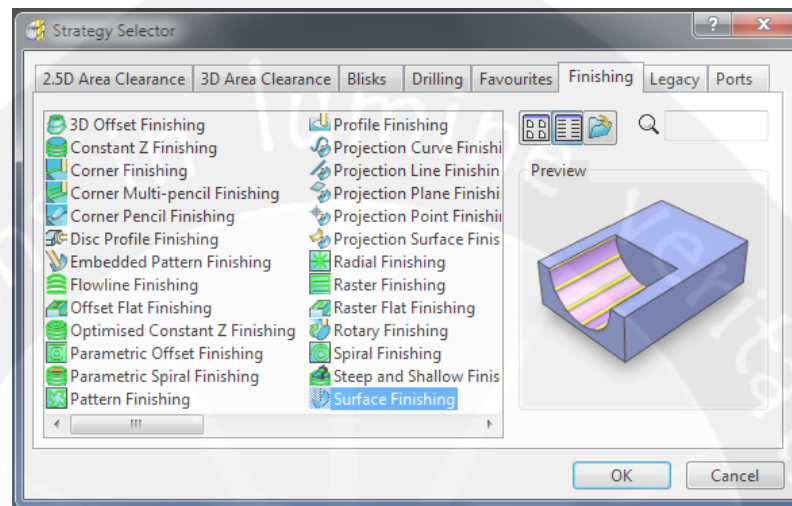 Strategy Selector
2.5D Area Clearance 3D Area Clearance Blisks Drilling Favourites Finishing Legacy Ports
3D Offset Finishing
Constant Z Finishing
Corner Finishing
Corner Multi-pencil Finishing
Corner Pencil Finishing
Disc Profile Finishing
Embedded Pattern Finishing
Flowline Finishing
Offset Flat Finishing
Optimised Constant Z Finishing
Parametric Offset Finishing
Parametric Spiral Finishing
Pattern Finishing
Profile Finishing
Projection Curve Finishi
Projection Line Finishin
Projection Plane Finishi
Projection Point Finishin
Projection Surface Finis
Radial Finishing
Raster Finishing
Raster Flat Finishing
Rotary Finishing
Spiral Finishing
Steep and Shallow Finis
Surface Finishing
Preview
OK Cancel
in lumine verita